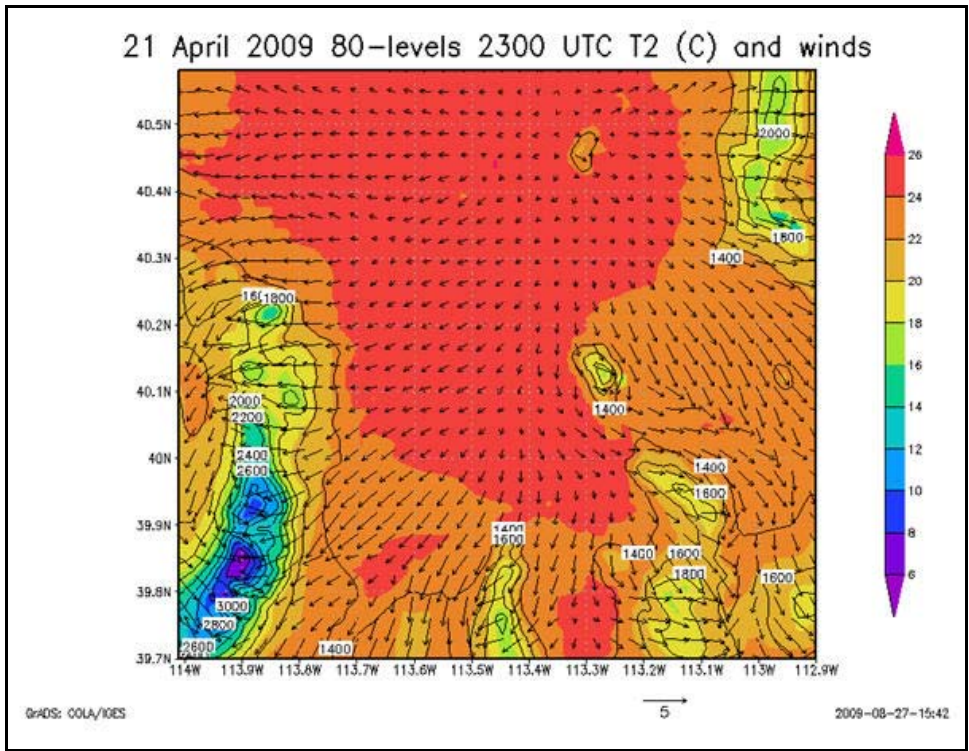 21 April 2009 80-levels 2300 UTC T2 (C) and winds
40.5N
2000
26
40.4N
24
1800
40.3N
1400
22
1800
20
40.2N
18
40.1N
16
2000
1400
2200
14
40N
2400
1400
12
2600
1600
10
39.9N
1400
1600
8
1400
1600
1800
1600
6
39.8N
3000
2800
2600
1400
39.7N
114W
113.9W
113.8W
113.7W
113.6W
113.5W
113.4W
113.3W
113.2W
113.1W
113W
112.9W
5
GrADS: COLA/IGES
2009-08-27-15:42